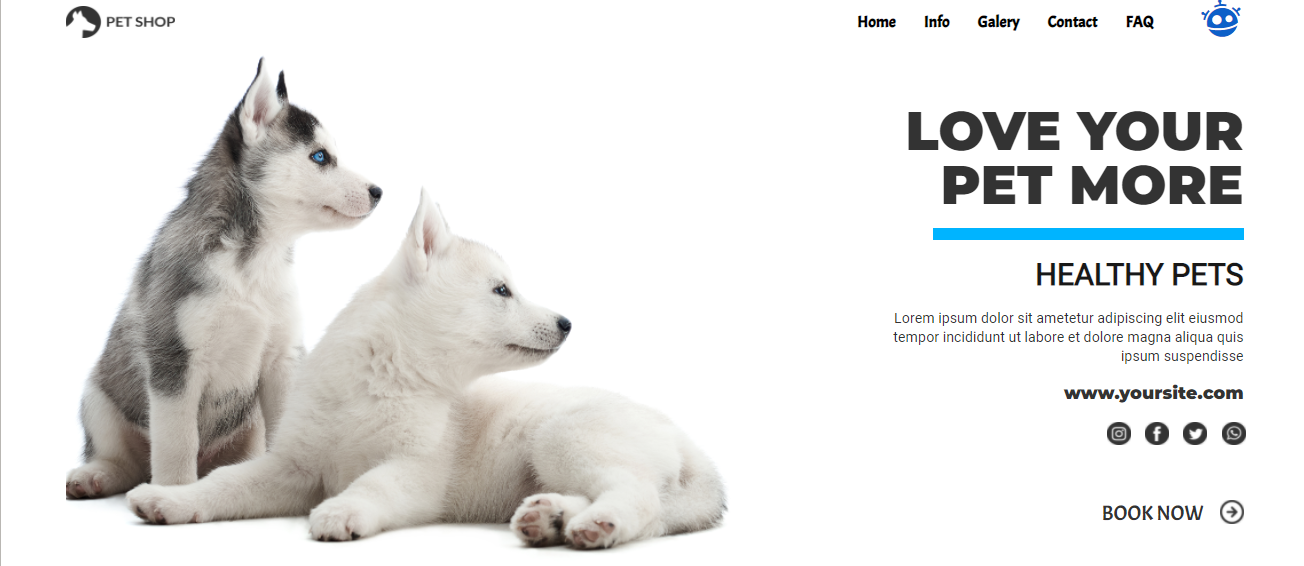 PET SHOP
Home Info Galery Contact FAQ
LOVE YOUR
PET MORE
HEALTHY PETS
Lorem ipsum dolor sit ametetur adipiscing elit eiusmod
tempor incididunt ut labore et dolore magna aliqua quis
ipsum suspendisse
www.yoursite.com
BOOK NOW